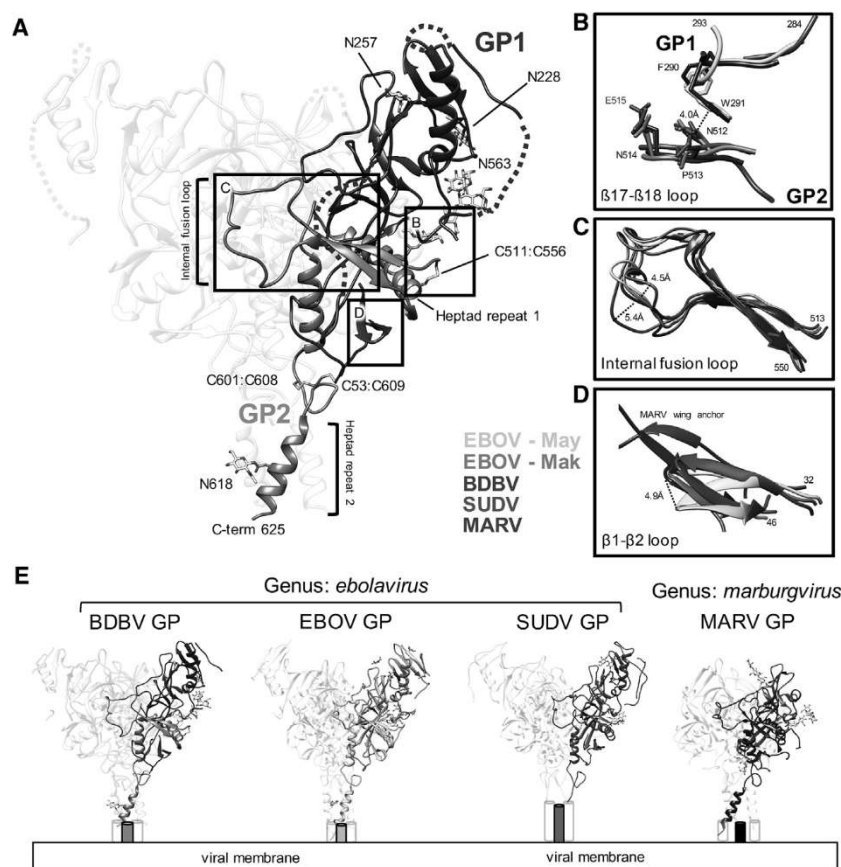 A
N257
GP1
N228
N563
C
Internal fusion loop
B
C511:C556
Heptad repeat 1
D
C601:C608
C53:C609
GP2
Heptad repeat 2
N618
C-term 625
EBOV - May
EBOV - Mak
BDBV
SUDV
MARV
B
293
284
GP1
F290
W291
E515
4.0Å
N512
N514
P513
GP2
ß17-ß18 loop
C
4.5Å
5.4Å
513
550
Internal fusion loop
D
MARV wing anchor
32
4.9Å
46
β1-β2 loop
E
Genus: ebolavirus
Genus: marburgvirus
BDBV GP
EBOV GP
SUDV GP
MARV GP
viral membrane
viral membrane